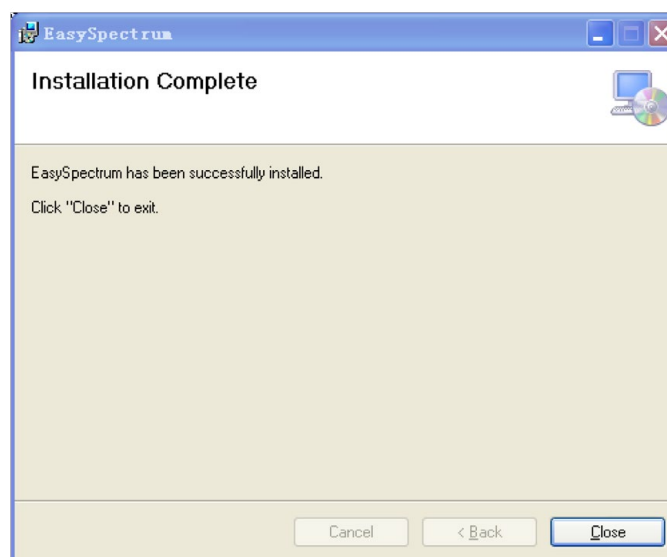 EasySpectrum
Installation Complete
EasySpectrum has been successfully installed.
Click "Close" to exit.
Cancel
< Back
Close